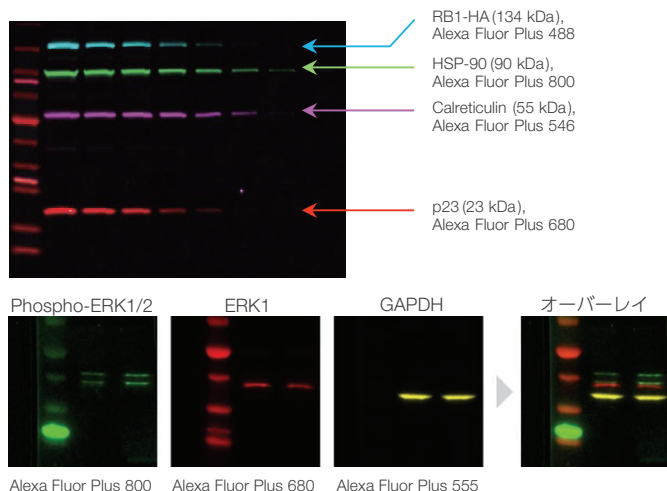 RB1-HA (134 kDa),
Alexa Fluor Plus 488
HSP-90 (90 kDa),
Alexa Fluor Plus 800
Calreticulin (55 kDa),
Alexa Fluor Plus 546
p23 (23 kDa),
Alexa Fluor Plus 680
Phospho-ERK1/2
ERK1
GAPDH
オーバーレイ
Alexa Fluor Plus 800
Alexa Fluor Plus 680
Alexa Fluor Plus 555